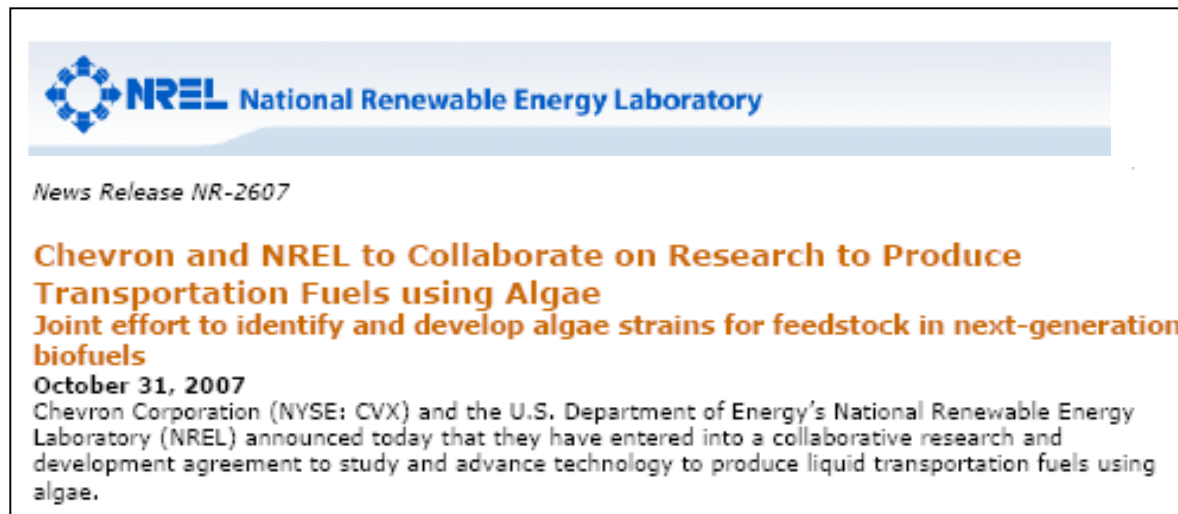 NREL National Renewable Energy Laboratory
News Release NR-2607
Chevron and NREL to Collaborate on Research to Produce
Transportation Fuels using Algae
Joint effort to identify and develop algae strains for feedstock in next-generation
biofuels
October 31, 2007
Chevron Corporation (NYSE: CVX) and the U.S. Department of Energy's National Renewable Energy
Laboratory (NREL) announced today that they have entered into a collaborative research and
development agreement to study and advance technology to produce liquid transportation fuels using
algae.